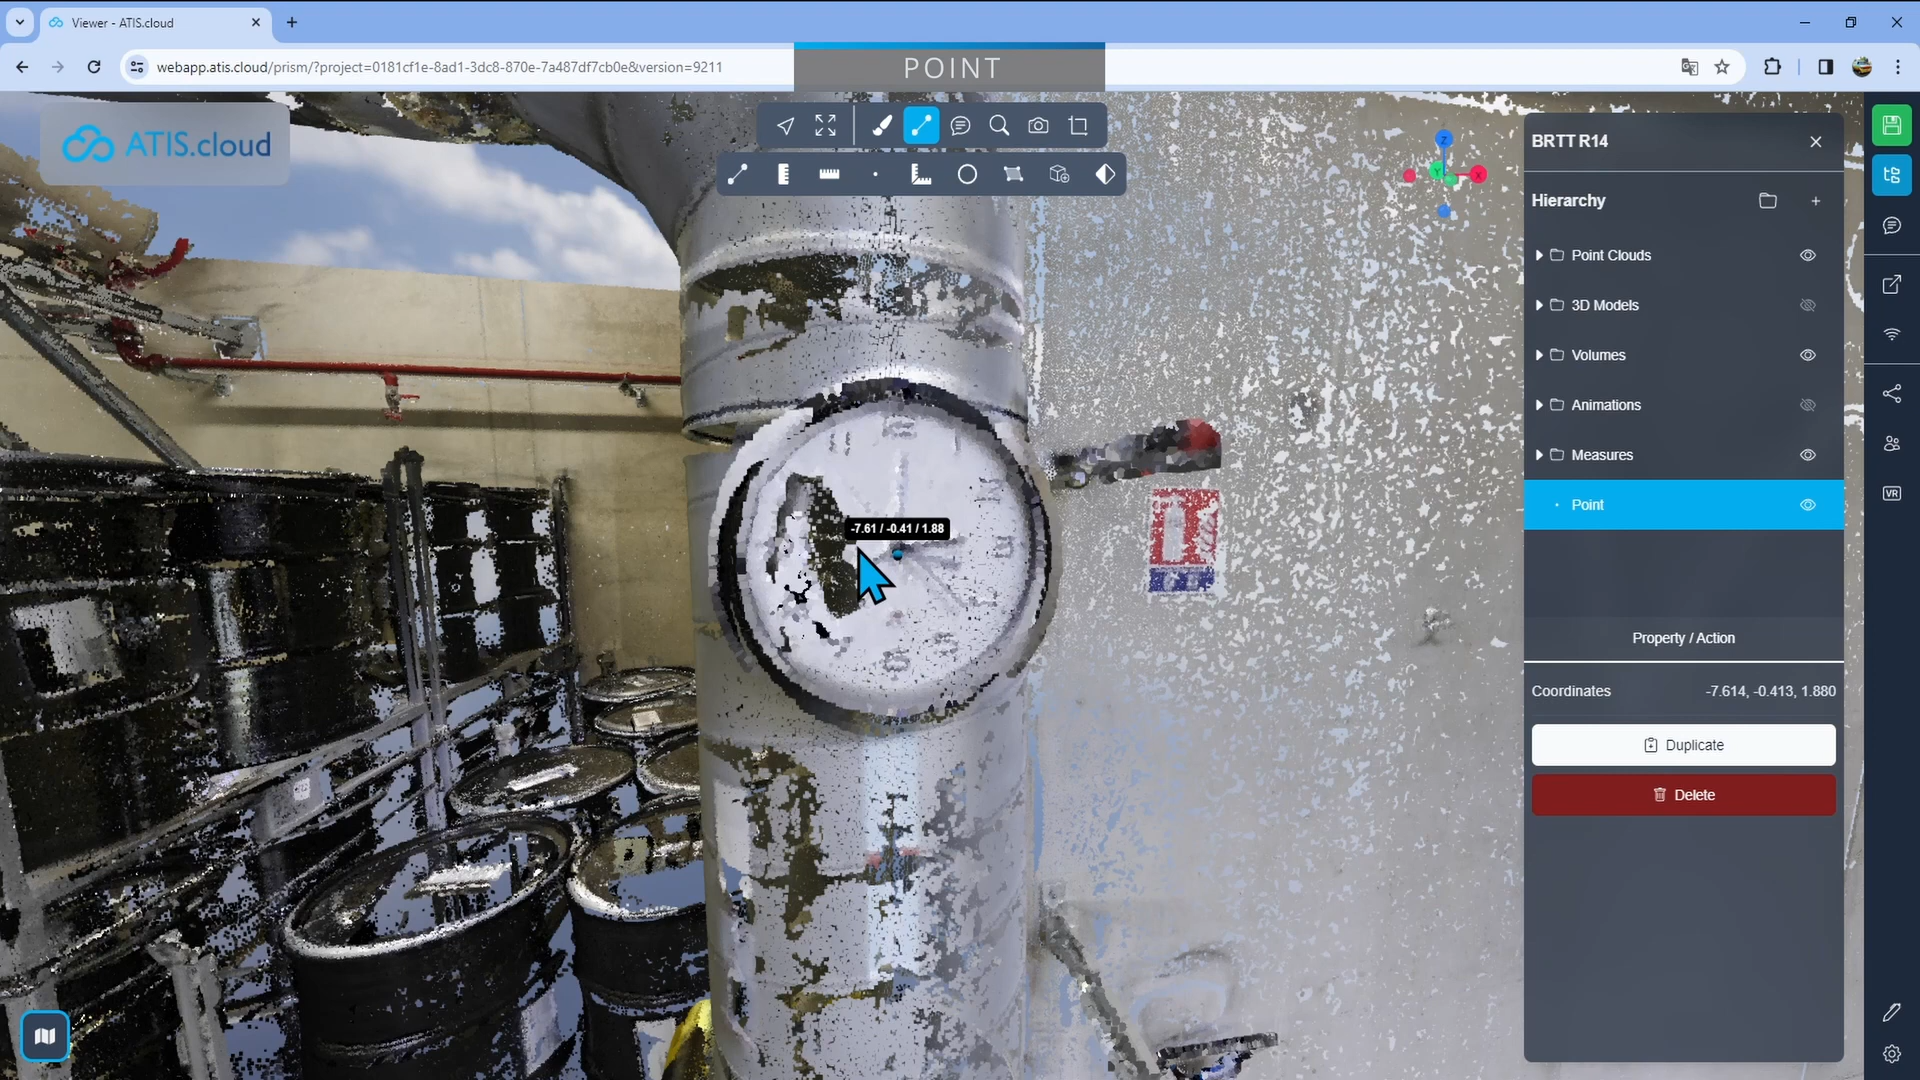 Viewer - ATIS.cloud
webapp.atis.cloud/prism/?project=0181cf1e-8ad1-3dc8-870e-7a487df7cb0e&version=9211
POINT
ATIS.cloud
Z
Y
X
BRTT R14
Hierarchy
Point Clouds
3D Models
Volumes
Animations
Measures
Point
-7.61 / -0.41 / 1.88
VR
Property / Action
Coordinates -7.614, -0.413, 1.880
Duplicate
Delete